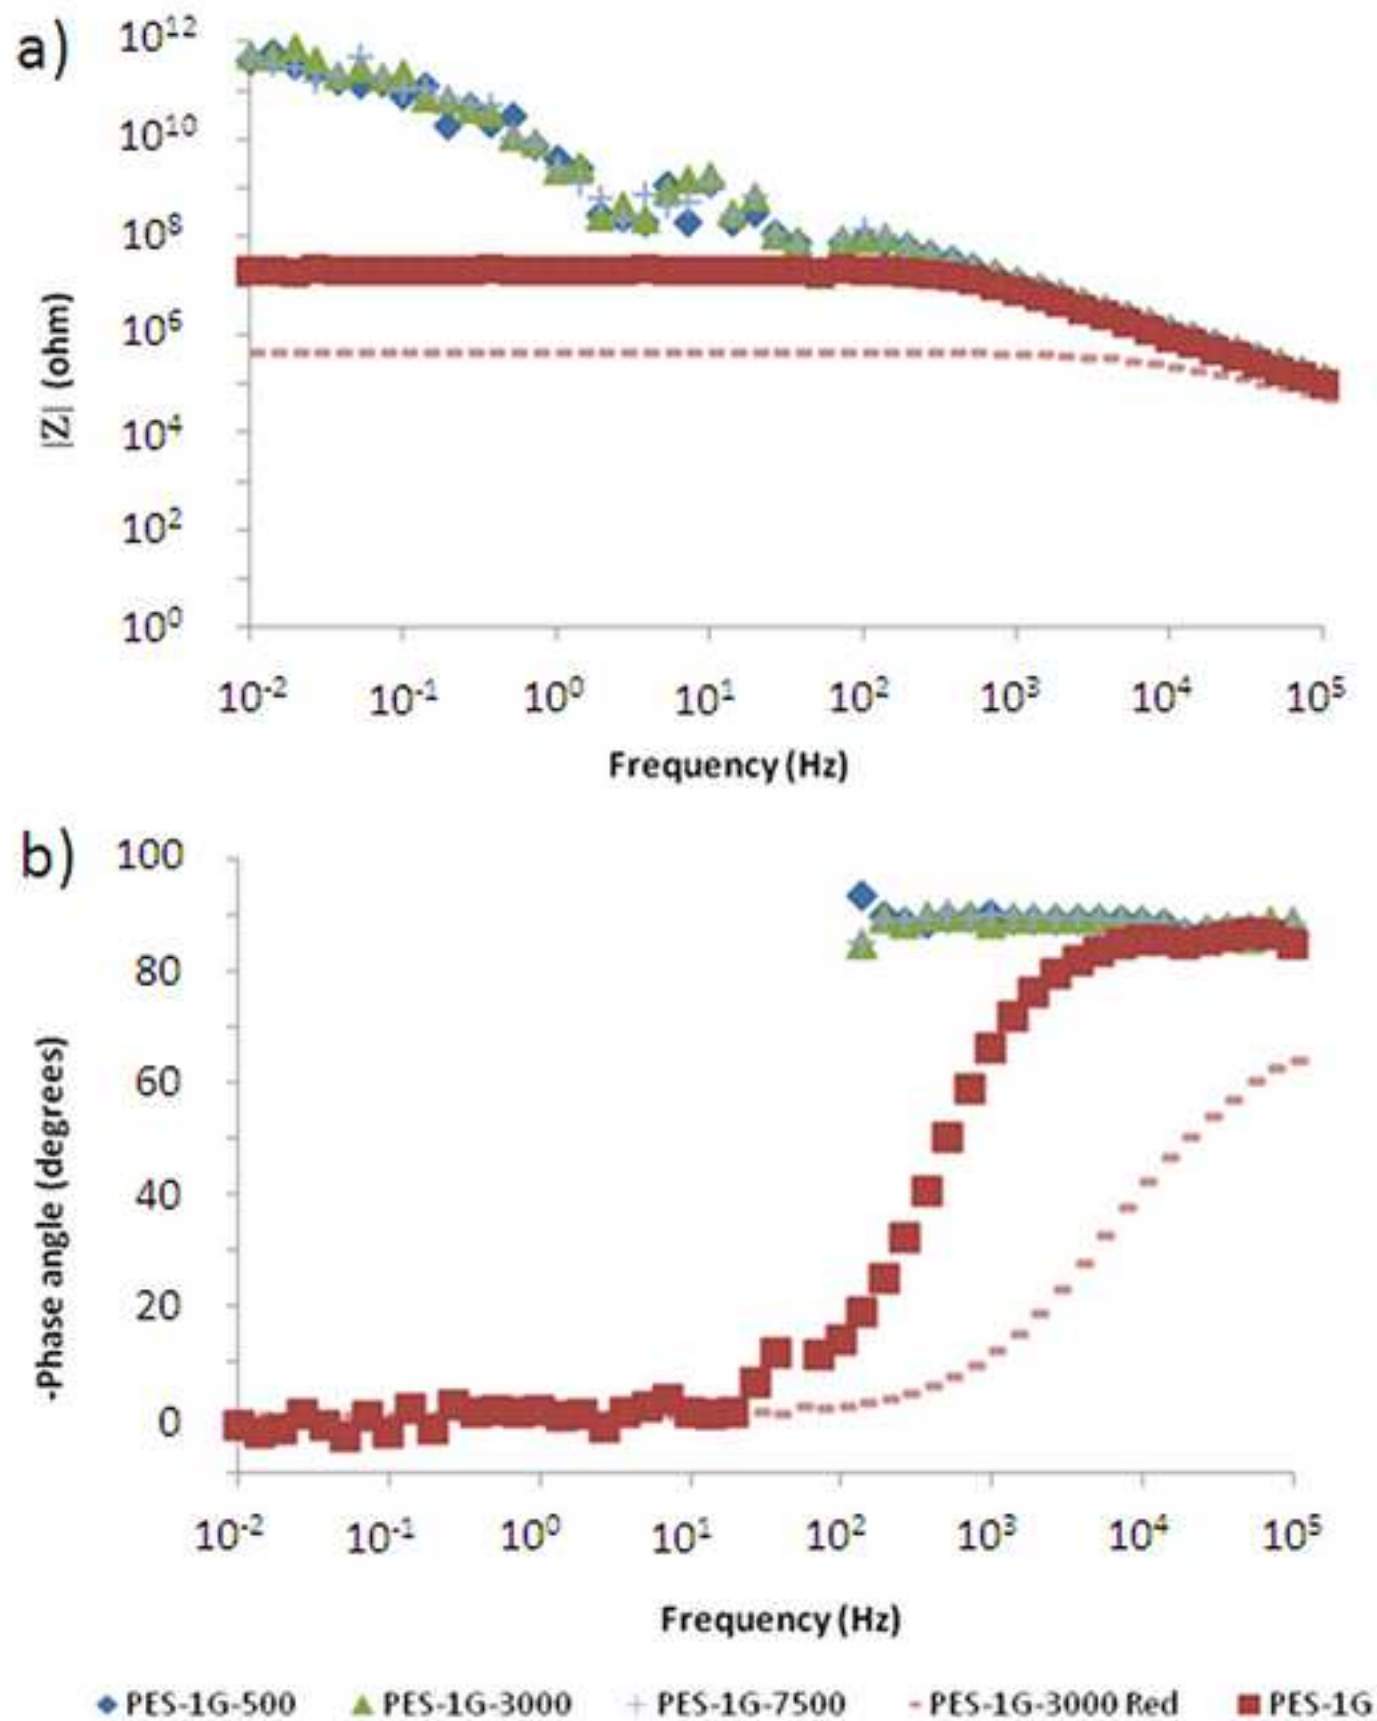 a)
10¹²
10¹⁰
10⁸
10⁶
10⁴
10²
10⁰
|Z| (ohm)
10⁻² 10⁻¹ 10⁰ 10¹ 10² 10³ 10⁴ 10⁵
Frequency (Hz)
b)
100
80
60
40
20
0
-Phase angle (degrees)
10⁻² 10⁻¹ 10⁰ 10¹ 10² 10³ 10⁴ 10⁵
Frequency (Hz)
PES-1G-500 PES-1G-3000 PES-1G-7500 PES-1G-3000 Red PES-1G